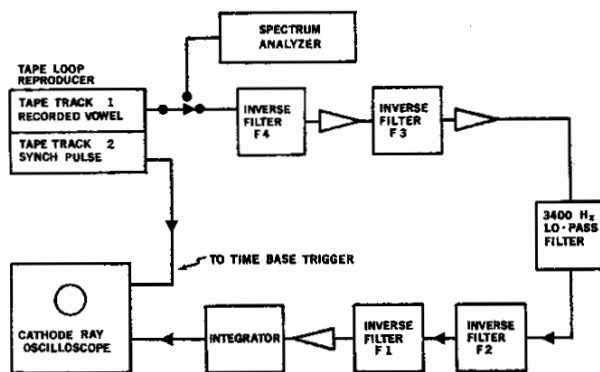 SPECTRUM
ANALYZER
TAPE LOOP
REPRODUCER
TAPE TRACK 1
RECORDED VOWEL
TAPE TRACK 2
SYNCH PULSE
INVERSE
FILTER
F4
INVERSE
FILTER
F3
3400 Hz
LO-PASS
FILTER
TO TIME BASE TRIGGER
CATHODE RAY
OSCILLOSCOPE
INTEGRATOR
INVERSE
FILTER
F1
INVERSE
FILTER
F2